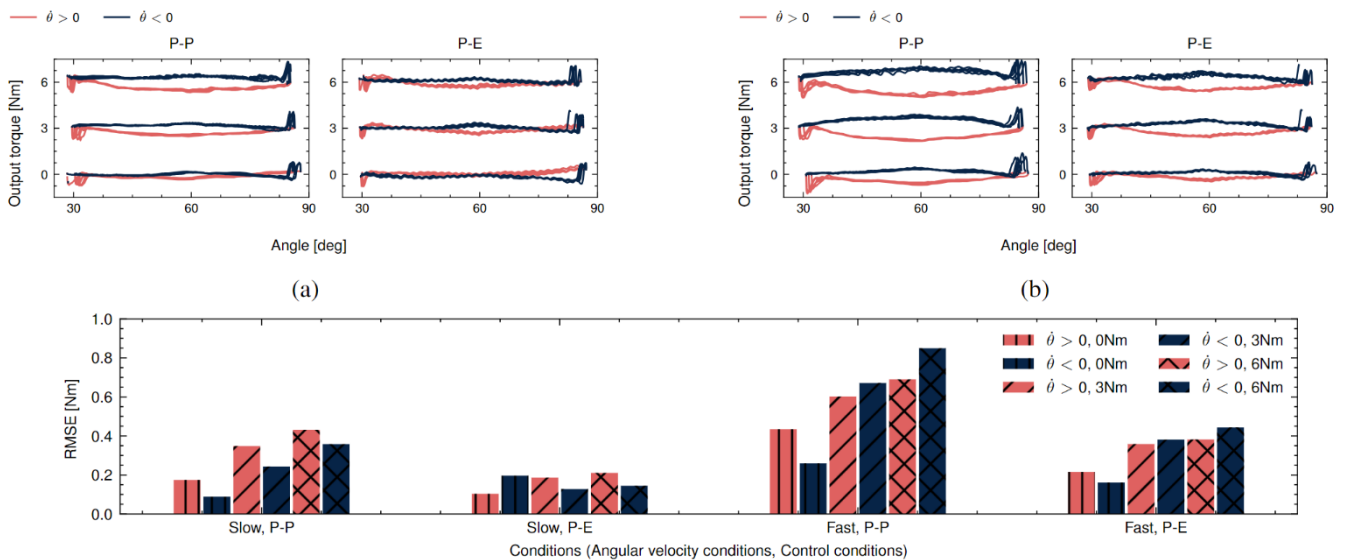 θ̇ > 0 θ̇ < 0
P-P P-E
Output torque [Nm]
6
3
0
30 60 90
30 60 90
Angle [deg]
(a)
θ̇ > 0 θ̇ < 0
P-P P-E
Output torque [Nm]
6
3
0
30 60 90
30 60 90
Angle [deg]
(b)
RMSE [Nm]
1.0
0.8
0.6
0.4
0.2
0.0
θ̇ > 0, 0Nm θ̇ < 0, 3Nm
θ̇ < 0, 0Nm θ̇ > 0, 6Nm
θ̇ > 0, 3Nm θ̇ < 0, 6Nm
Slow, P-P Slow, P-E Fast, P-P Fast, P-E
Conditions (Angular velocity conditions, Control conditions)